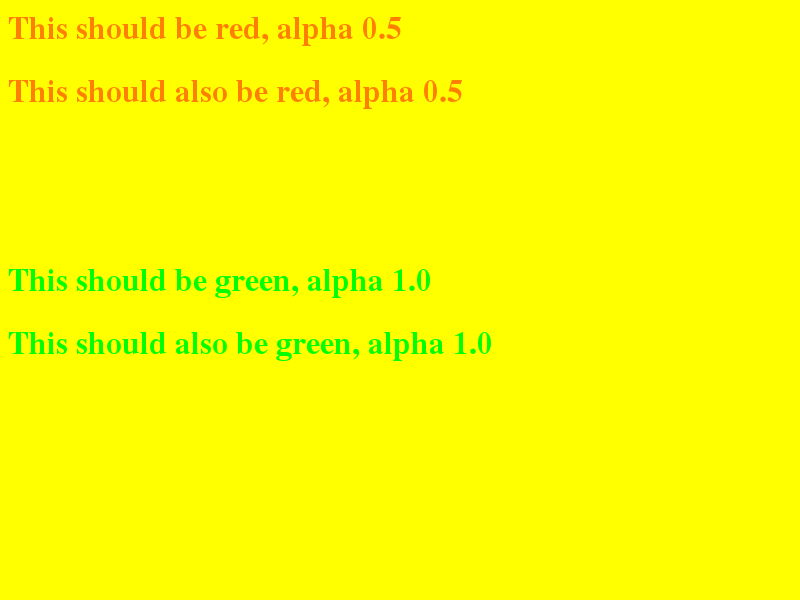 This should be red, alpha 0.5
This should also be red, alpha 0.5
This should be green, alpha 1.0
This should also be green, alpha 1.0